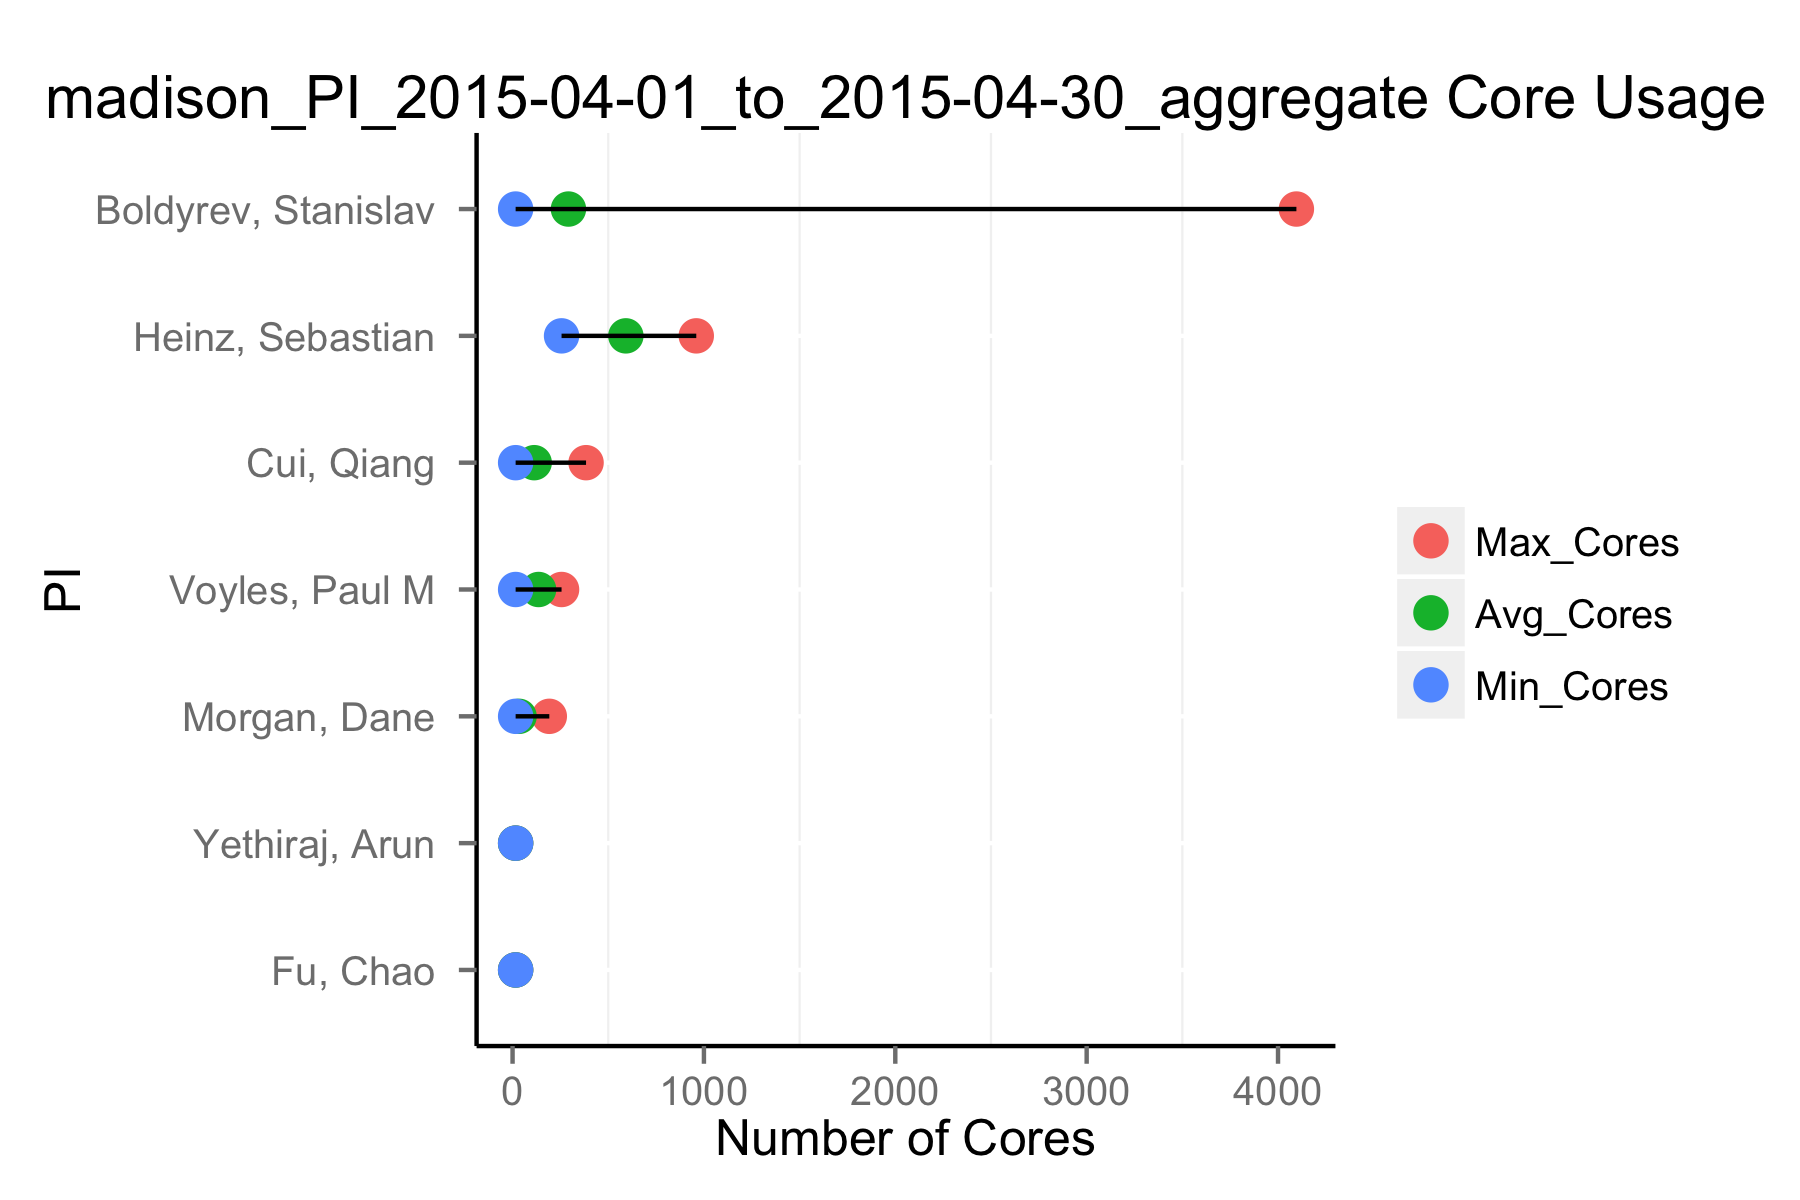 madison_PI_2015-04-01_to_2015-04-30_aggregate Core Usage
Boldyrev, Stanislav
Heinz, Sebastian
Cui, Qiang
Voyles, Paul M
Morgan, Dane
Yethiraj, Arun
Fu, Chao
PI
0 1000 2000 3000 4000
Number of Cores
Max_Cores
Avg_Cores
Min_Cores